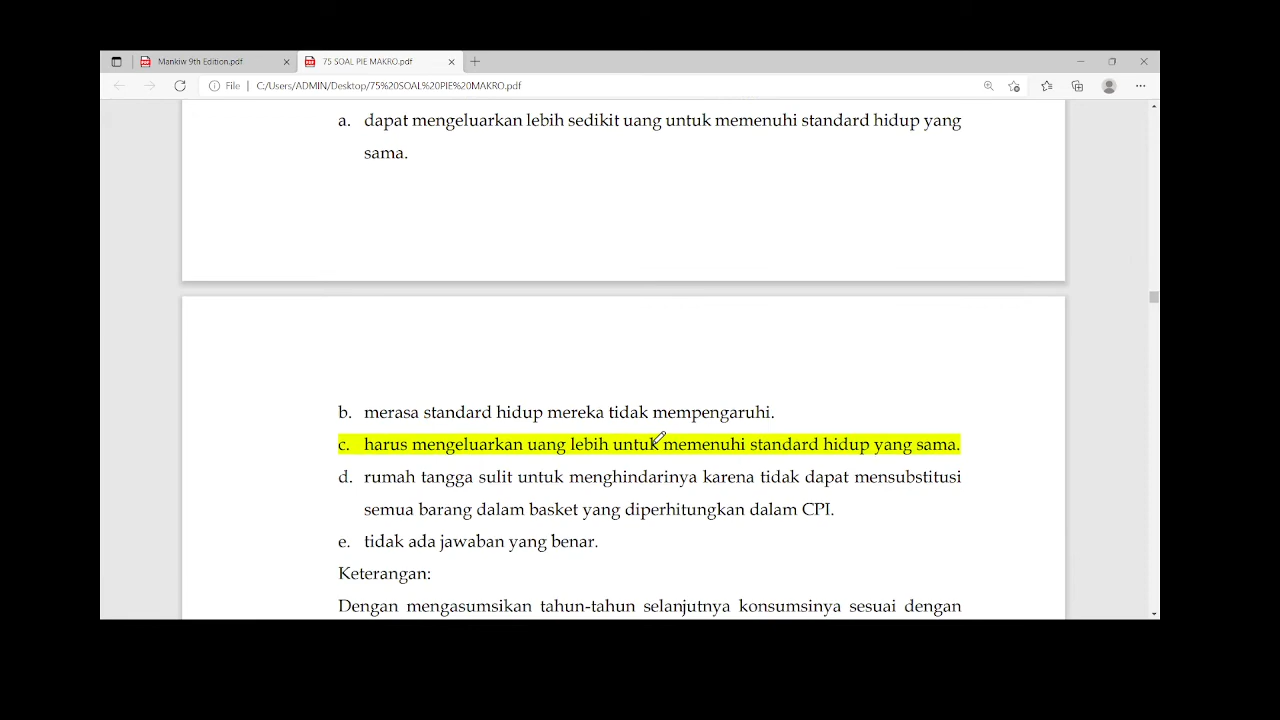 Mankiw 9th Edition.pdf
75 SOAL PIE MAKRO.pdf
File
C:/Users/ADMIN/Desktop/75%20SOAL%20PIE%20MAKRO.pdf
a. dapat mengeluarkan lebih sedikit uang untuk memenuhi standard hidup yang
sama.
b. merasa standard hidup mereka tidak mempengaruhi.
c. harus mengeluarkan uang lebih untuk memenuhi standard hidup yang sama.
d. rumah tangga sulit untuk menghindarinya karena tidak dapat mensubstitusi
semua barang dalam basket yang diperhitungkan dalam CPI.
e. tidak ada jawaban yang benar.
Keterangan:
Dengan mengasumsikan tahun-tahun selanjutnya konsumsinya sesuai dengan